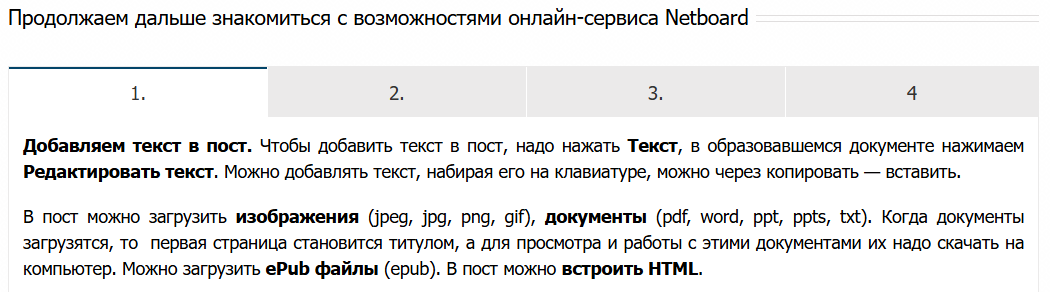 Продолжаем дальше знакомиться с возможностями онлайн-сервиса Netboard
1.
2.
3.
4
Добавляем текст в пост. Чтобы добавить текст в пост, надо нажать Текст, в образовавшемся документе нажимаем
Редактировать текст. Можно добавлять текст, набирая его на клавиатуре, можно через копировать — вставить.
В пост можно загрузить изображения (jpeg, jpg, png, gif), документы (pdf, word, ppt, ppts, txt). Когда документы
загрузятся, то  первая страница становится титулом, а для просмотра и работы с этими документами их надо скачать на
компьютер. Можно загрузить ePub файлы (epub). В пост можно встроить HTML.